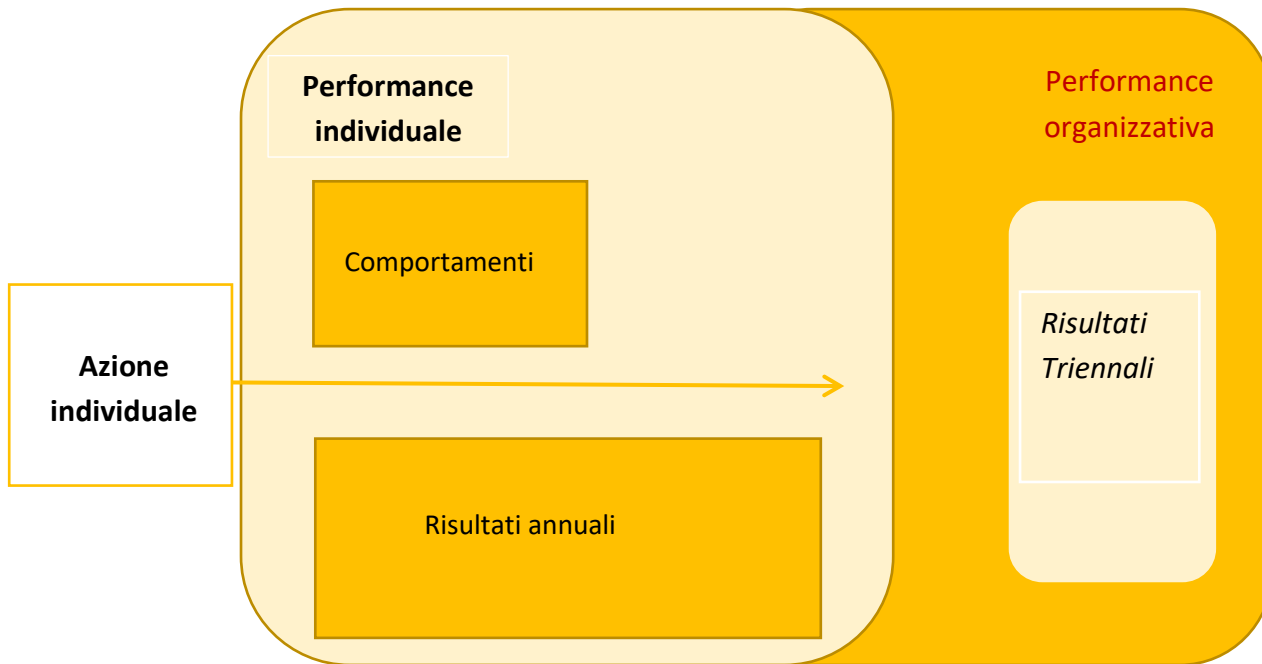 Performance
individuale
Performance
organizzativa
Comportamenti
Azione
individuale
Risultati
Triennali
Risultati annuali